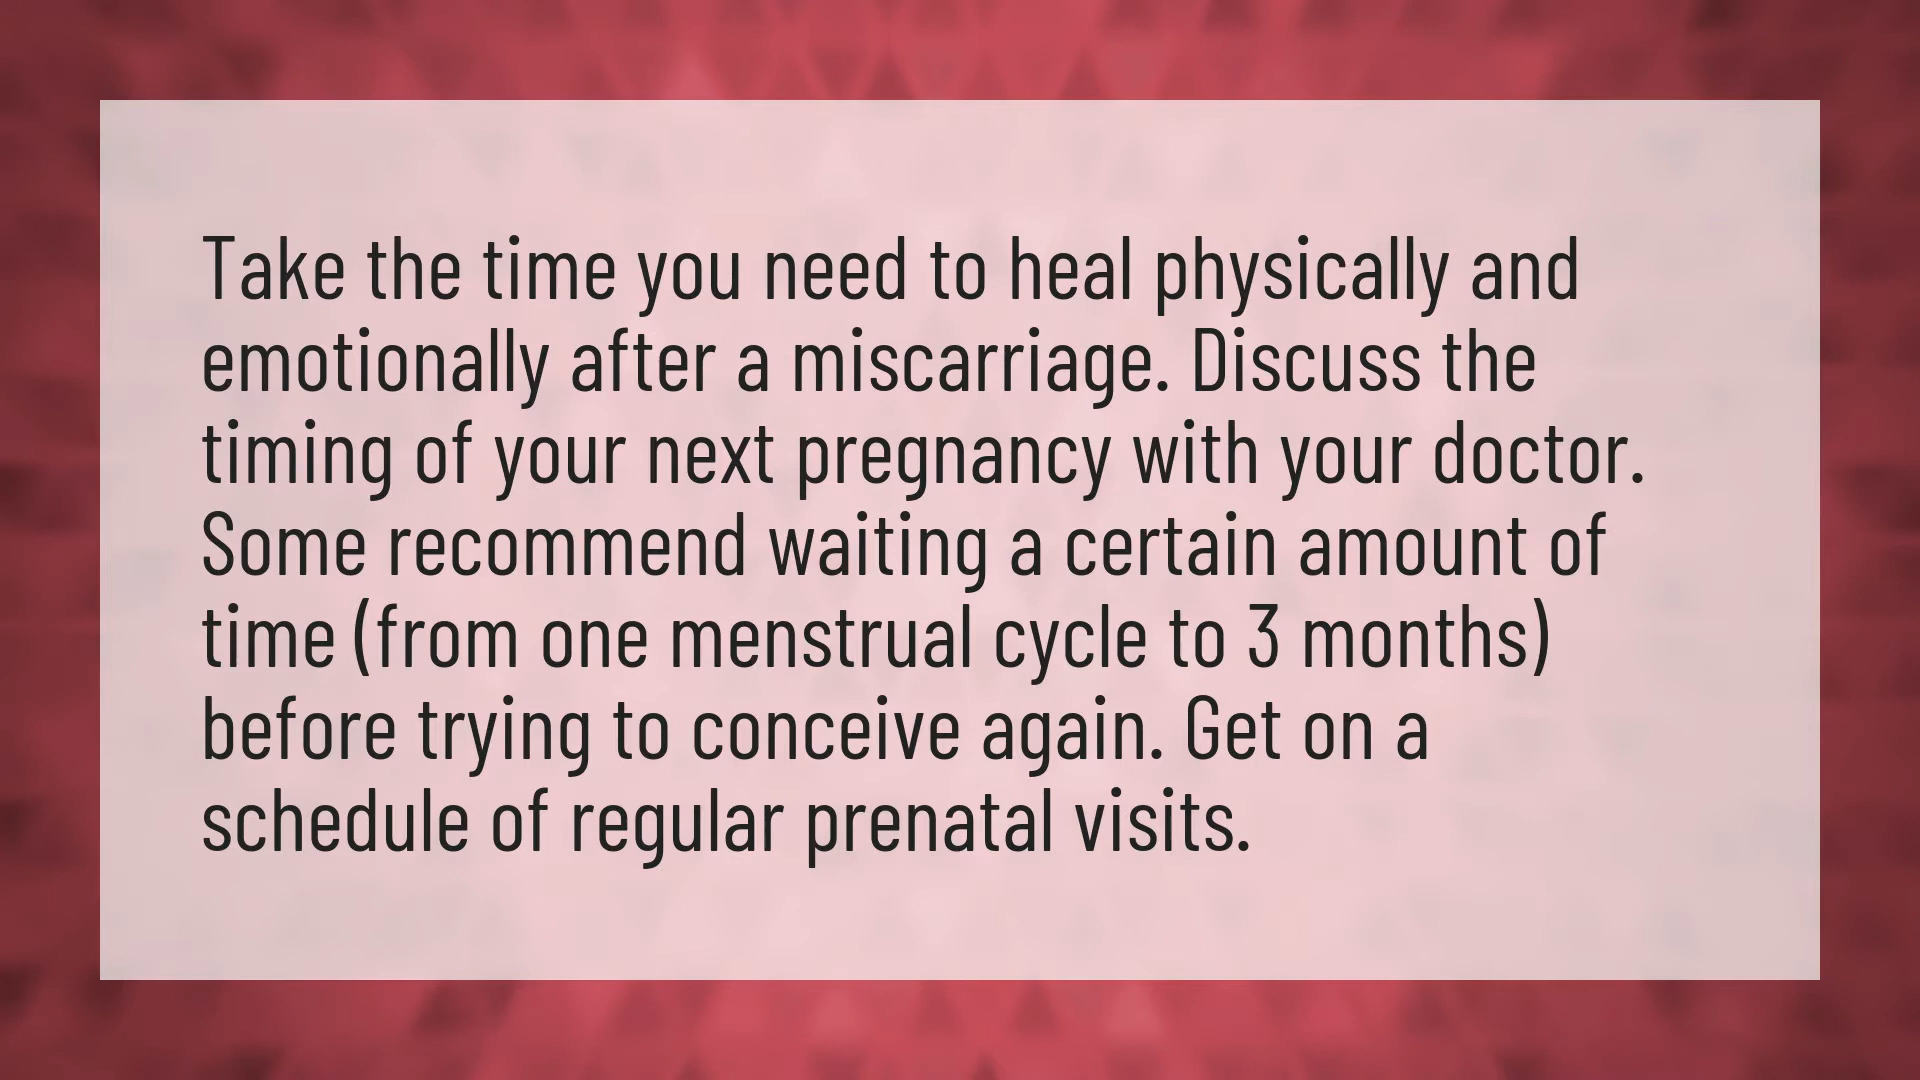 Take the time you need to heal physically and
emotionally after a miscarriage. Discuss the
timing of your next pregnancy with your doctor.
Some recommend waiting a certain amount of
time (from one menstrual cycle to 3 months)
before trying to conceive again. Get on a
schedule of regular prenatal visits.